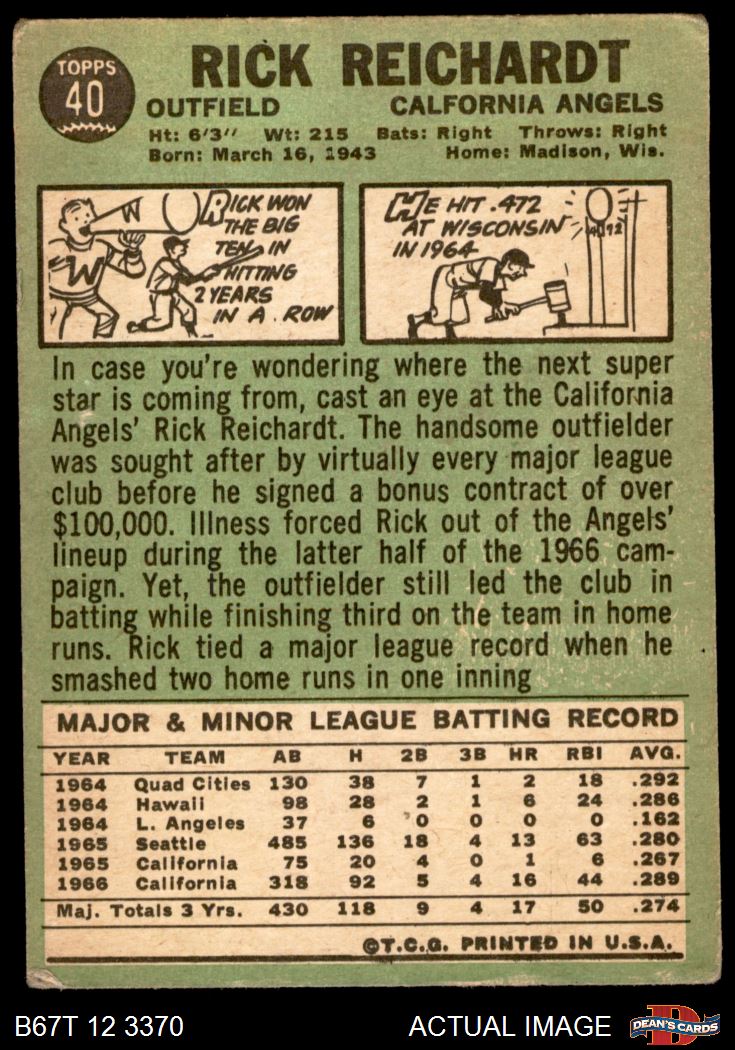 TOPPS
40
RICK REICHARDT
OUTFIELD CALFORNIA ANGELS
Ht: 6'3" Wt: 215 Bats: Right Throws: Right
Born: March 16, 1943 Home: Madison, Wis.
W
W
RICK WON
THE BIG
TEN IN
HITTING
2 YEARS
IN A ROW
HE HIT .472
AT WISCONSIN
IN 1964
.472
In case you're wondering where the next super
star is coming from, cast an eye at the California
Angels' Rick Reichardt. The handsome outfielder
was sought after by virtually every major league
club before he signed a bonus contract of over
$100,000. Illness forced Rick out of the Angels'
lineup during the latter half of the 1966 cam-
paign. Yet, the outfielder still led the club in
batting while finishing third on the team in home
runs. Rick tied a major league record when he
smashed two home runs in one inning
MAJOR & MINOR LEAGUE BATTING RECORD
YEAR TEAM AB H 2B 3B HR RBI AVG.
1964 Quad Cities 130 38 7 1 2 18 .292
1964 Hawaii 98 28 2 1 6 24 .286
1964 L. Angeles 37 6 0 0 0 0 .162
1965 Seattle 485 136 18 4 13 63 .280
1965 California 75 20 4 0 1 6 .267
1966 California 318 92 5 4 16 44 .289
Maj. Totals 3 Yrs. 430 118 9 4 17 50 .274
©T.C.G. PRINTED IN U.S.A.
B67T 12 3370 ACTUAL IMAGE
D
DEAN'S CARDS